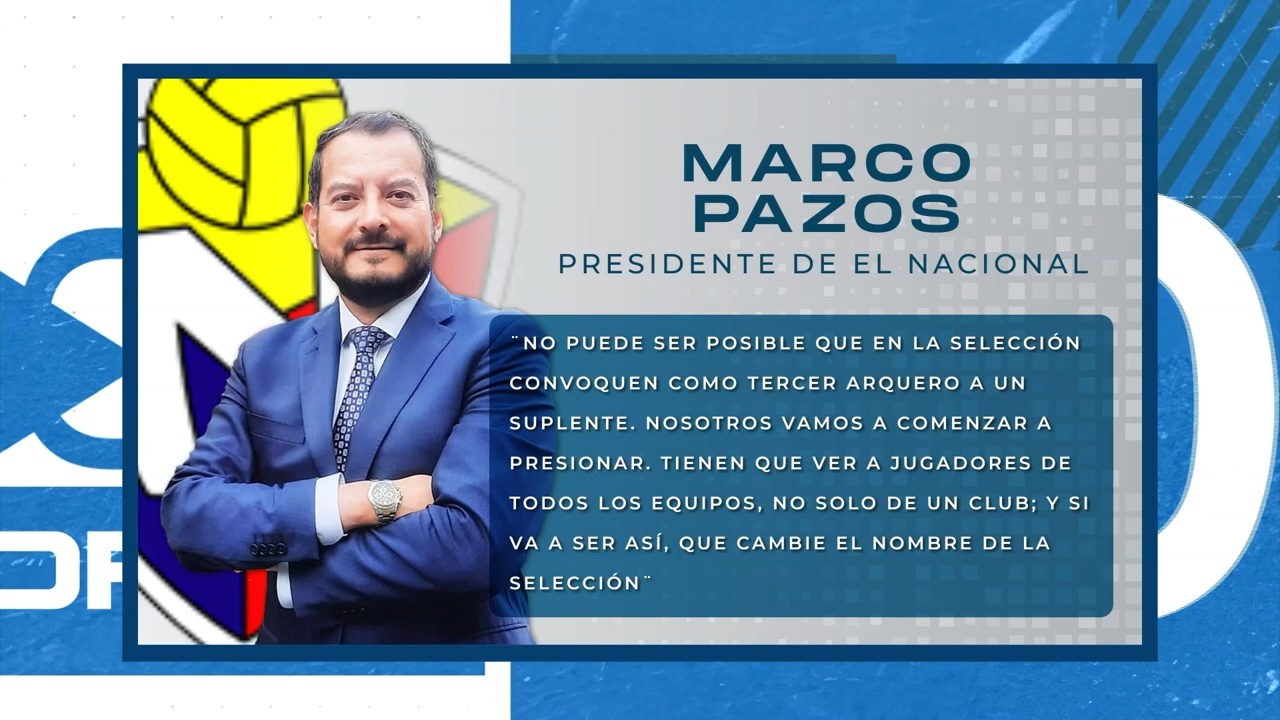 MARCO
PAZOS
PRESIDENTE DE EL NACIONAL
¨NO PUEDE SER POSIBLE QUE EN LA SELECCIÓN
CONVOQUEN COMO TERCER ARQUERO A UN
SUPLENTE. NOSOTROS VAMOS A COMENZAR A
PRESIONAR. TIENEN QUE VER A JUGADORES DE
TODOS LOS EQUIPOS, NO SOLO DE UN CLUB; Y SI
VA A SER ASÍ, QUE CAMBIE EL NOMBRE DE LA
SELECCIÓN¨